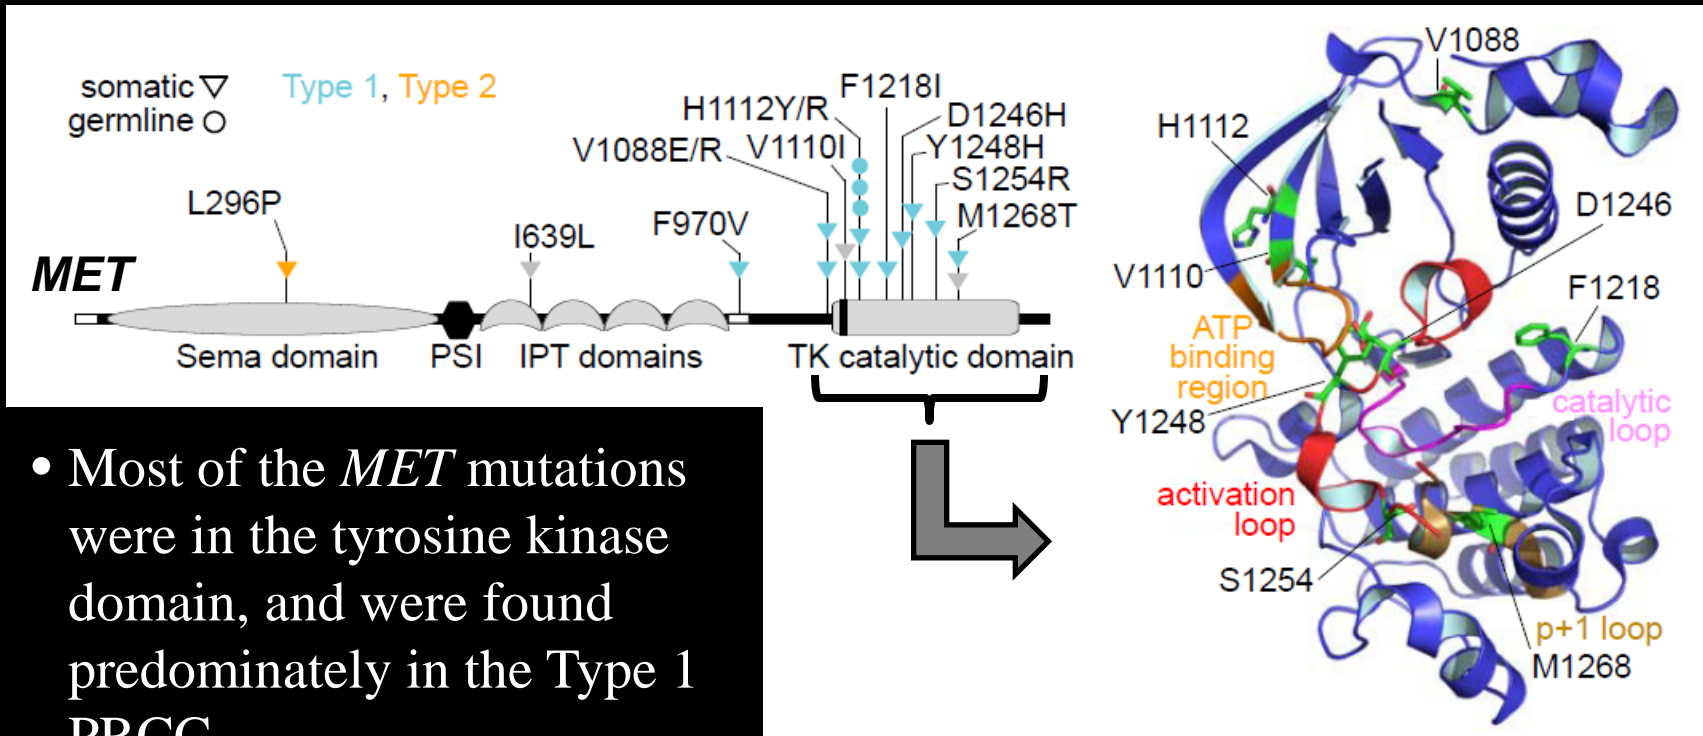 somatic
germline
Type 1, Type 2
L296P
I639L
F970V
V1088E/R
V1110I
H1112Y/R
F1218I
D1246H
Y1248H
S1254R
M1268T
MET
Sema domain
PSI
IPT domains
TK catalytic domain
• Most of the MET mutations
were in the tyrosine kinase
domain, and were found
predominately in the Type 1
PRCC
V1088
H1112
D1246
V1110
F1218
ATP
binding
region
Y1248
catalytic
loop
activation
loop
S1254
p+1 loop
M1268